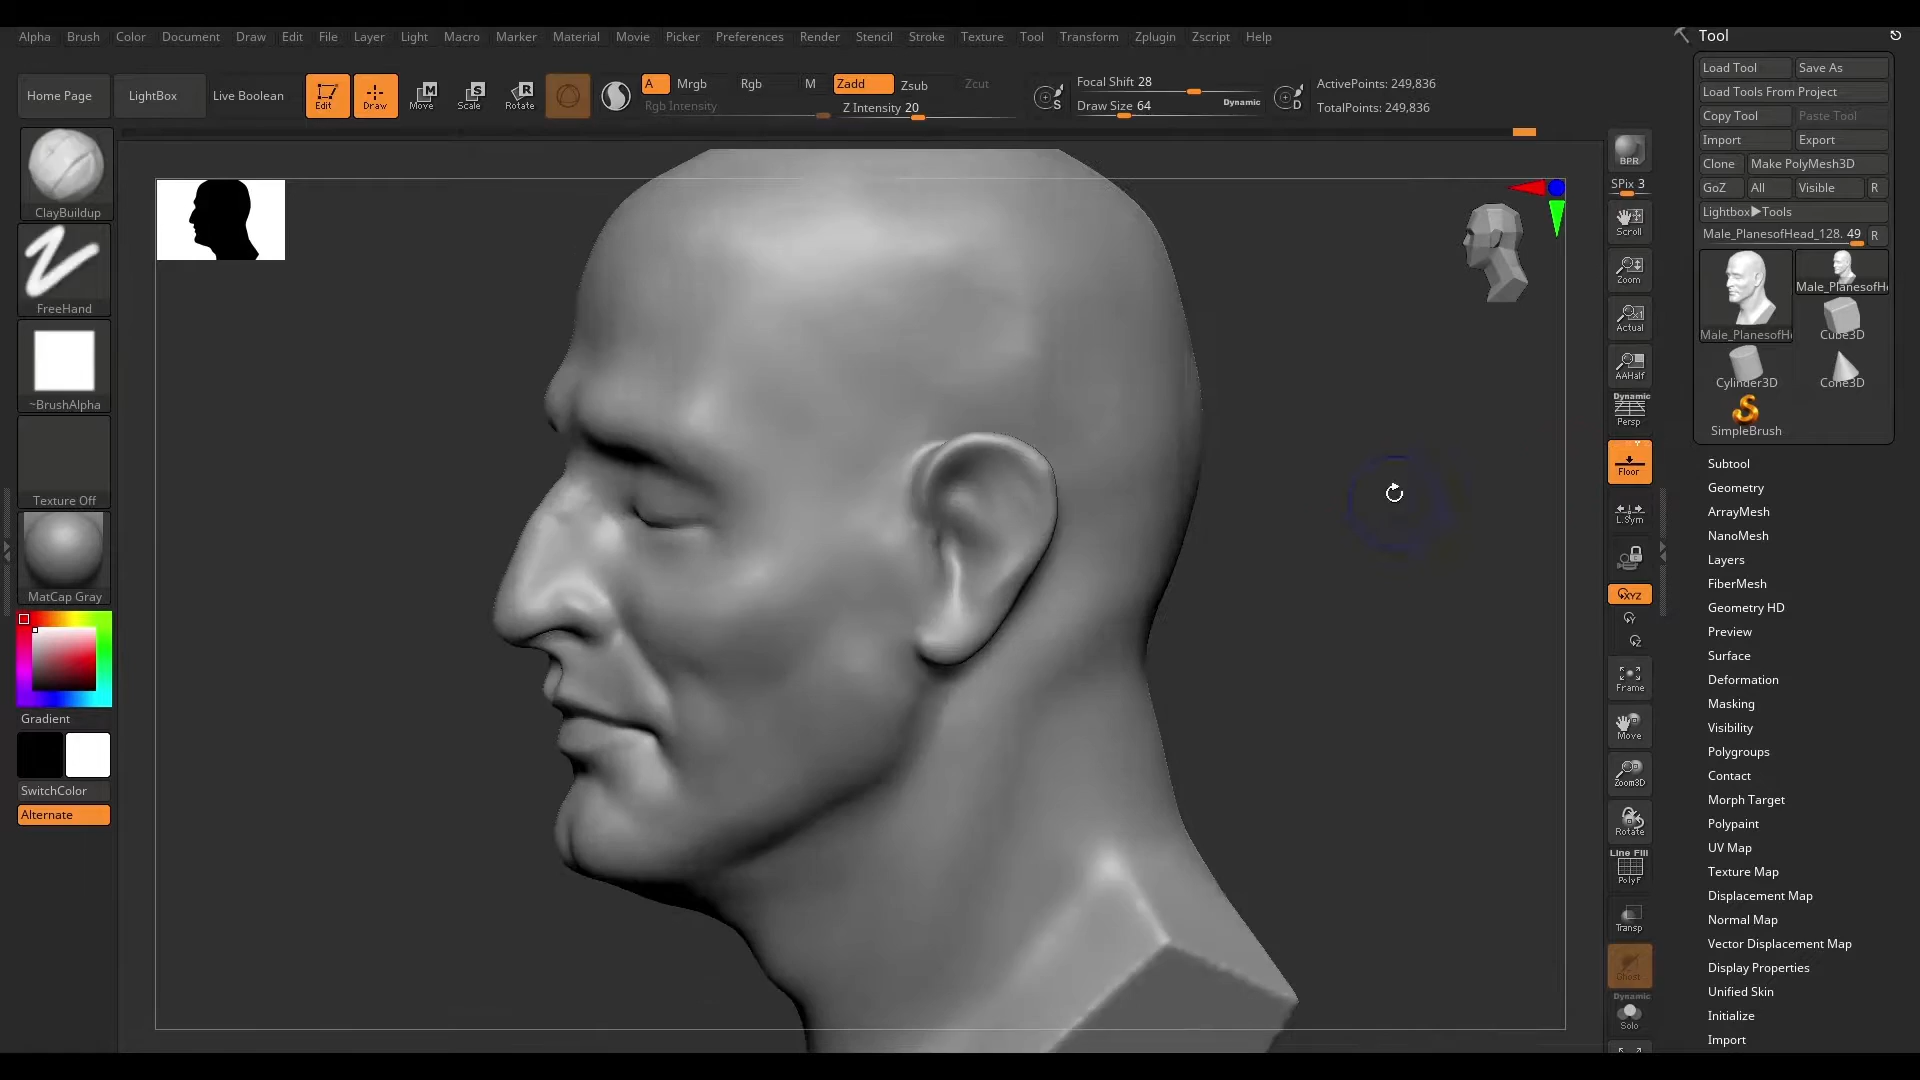 Alpha Brush Color Document Draw Edit File Layer Light Macro Marker Material Movie Picker Preferences Render Stencil Stroke Texture Tool Transform Zplugin Zscript Help
Tool
Home Page LightBox Live Boolean Edit Draw Move Scale Rotate
A Mrgb Rgb M Zadd Zsub Zcut
Rgb Intensity Z Intensity 20
S Focal Shift 28
Draw Size 64 Dynamic D
ActivePoints: 249,836
TotalPoints: 249,836
ClayBuildup
FreeHand
~BrushAlpha
Texture Off
MatCap Gray
Gradient
SwitchColor
Alternate
BPR
SPix 3
Scroll
Zoom
Actual
AAHalf
Dynamic
Persp
Floor
L.Sym
XYZ
Y
Z
Frame
Move
Zoom3D
Rotate
Line Fill
PolyF
Transp
Ghost
Dynamic
Solo
Load Tool Save As
Load Tools From Project
Copy Tool Paste Tool
Import Export
Clone Make PolyMesh3D
GoZ All Visible R
Lightbox▶Tools
Male_PlanesofHead_128. 49 R
Male_PlanesofHe
Male_PlanesofHe
Cube3D
Cylinder3D Cone3D
SimpleBrush
Subtool
Geometry
ArrayMesh
NanoMesh
Layers
FiberMesh
Geometry HD
Preview
Surface
Deformation
Masking
Visibility
Polygroups
Contact
Morph Target
Polypaint
UV Map
Texture Map
Displacement Map
Normal Map
Vector Displacement Map
Display Properties
Unified Skin
Initialize
Import